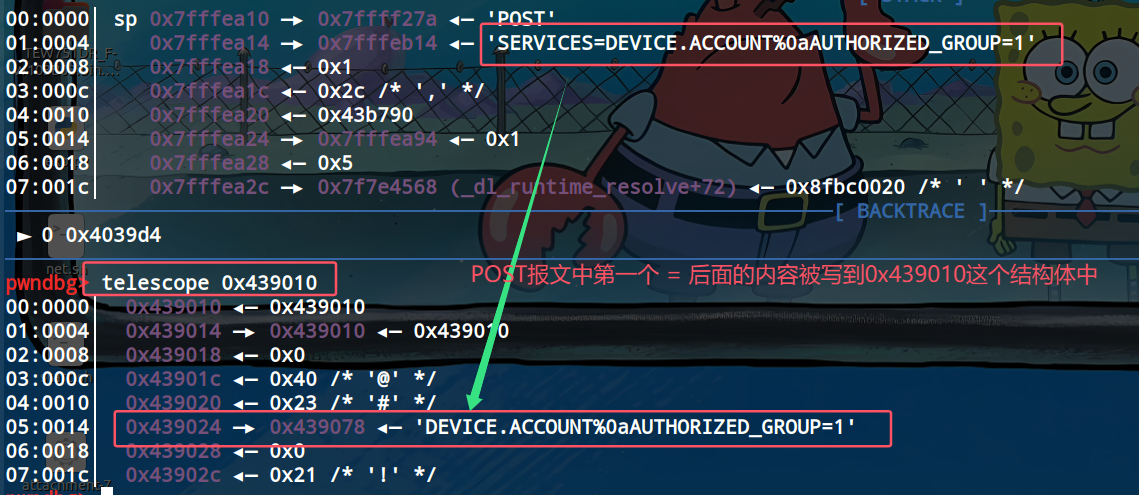 [ STACK ]
00:0000│ sp 0x7fffea10 —▸ 0x7ffff27a ◂— 'POST'
01:0004│ 0x7fffea14 —▸ 0x7fffeb14 ◂— 'SERVICES=DEVICE.ACCOUNT%0aAUTHORIZED_GROUP=1'
02:0008│ 0x7fffea18 ◂— 0x1
03:000c│ 0x7fffea1c ◂— 0x2c /* ',' */
04:0010│ 0x7fffea20 ◂— 0x43b790
05:0014│ 0x7fffea24 —▸ 0x7fffea94 ◂— 0x1
06:0018│ 0x7fffea28 ◂— 0x5
07:001c│ 0x7fffea2c —▸ 0x7f7e4568 (_dl_runtime_resolve+72) ◂— 0x8fbc0020 /* ' ' */
[ BACKTRACE ]
► 0 0x4039d4
pwndbg> telescope 0x439010
POST报文中第一个 = 后面的内容被写到0x439010这个结构体中
00:0000│ 0x439010 ◂— 0x439010
01:0004│ 0x439014 —▸ 0x439010 ◂— 0x439010
02:0008│ 0x439018 ◂— 0x0
03:000c│ 0x43901c ◂— 0x40 /* '@' */
04:0010│ 0x439020 ◂— 0x23 /* '#' */
05:0014│ 0x439024 —▸ 0x439078 ◂— 'DEVICE.ACCOUNT%0aAUTHORIZED_GROUP=1'
06:0018│ 0x439028 ◂— 0x0
07:001c│ 0x43902c ◂— 0x21 /* '!' */
pwndbg>